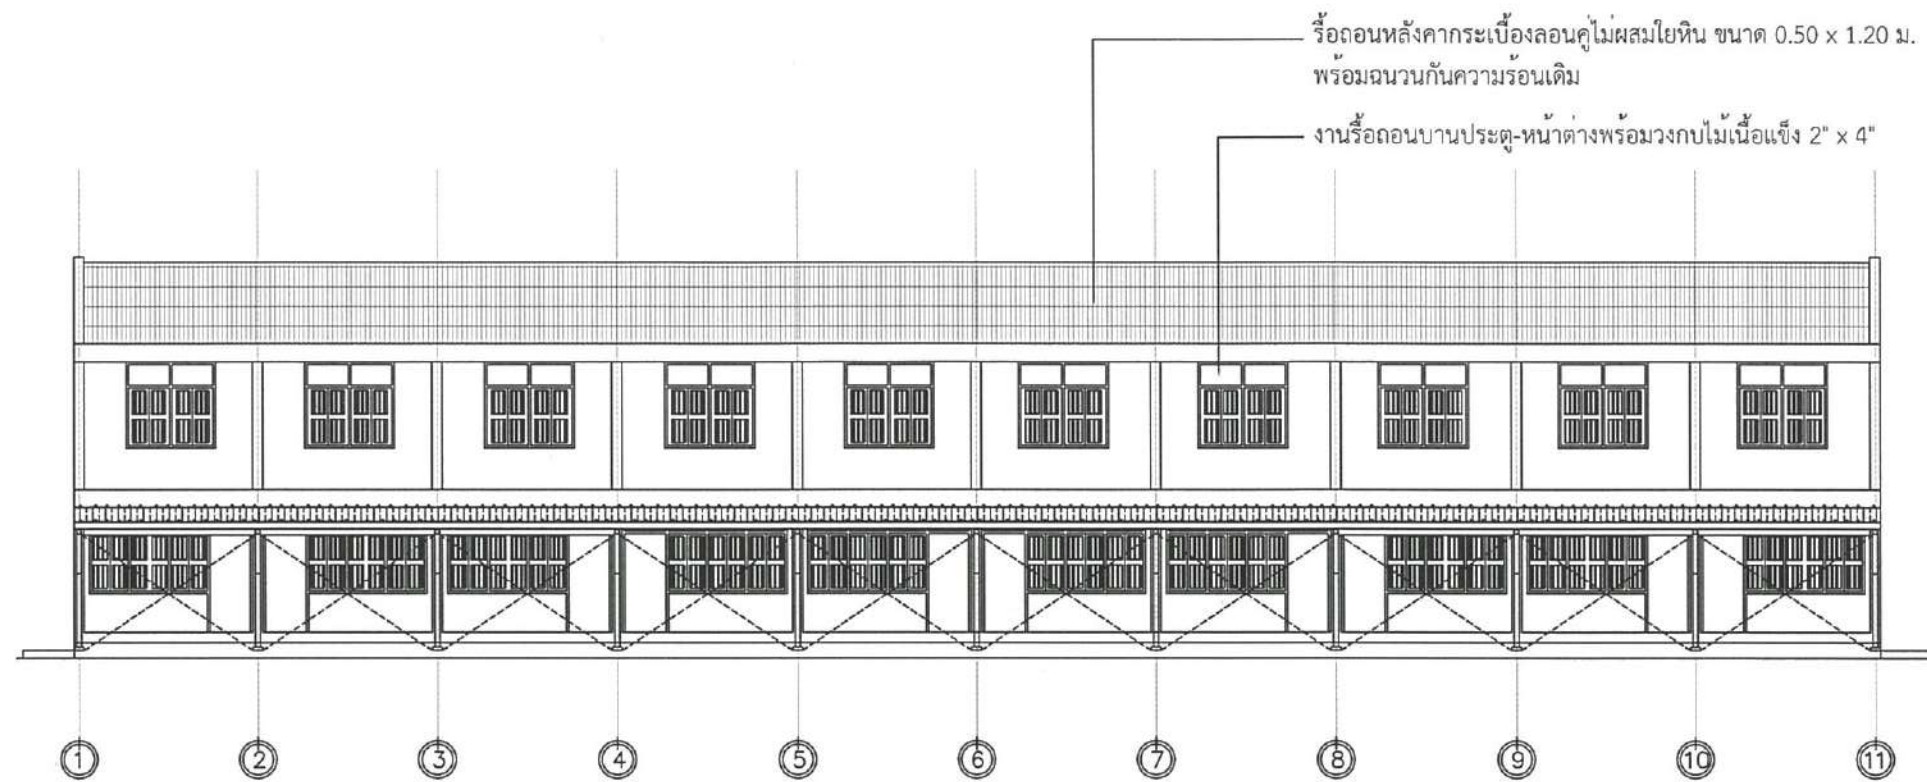 รื้อถอนหลังคากระเบื้องลอนคู่ไม่ผสมใยหิน ขนาด 0.50 x 1.20 ม.
พร้อมฉนวนกันความร้อนเดิม
งานรื้อถอนบานประตู-หน้าต่างพร้อมวงกบไม้เนื้อแข็ง 2" x 4"
1 2 3 4 5 6 7 8 9 10 11